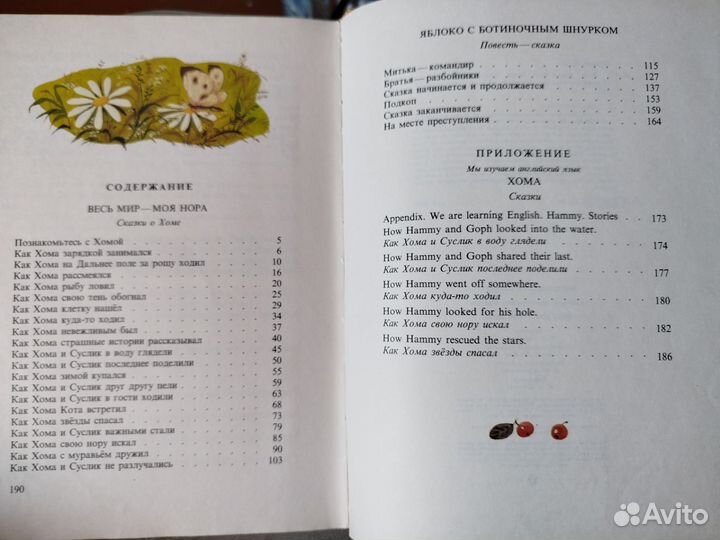 СОДЕРЖАНИЕ
ВЕСЬ МИР — МОЯ НОРА
Сказки о Хоме
Познакомьтесь с Хомой . . . . . . . . . . 5
Как Хома зарядкой занимался . . . . . . . . . . 6
Как Хома на Дальнее поле за рощу ходил . . . . . . . . . . 10
Как Хома рассмеялся . . . . . . . . . . 16
Как Хома рыбу ловил . . . . . . . . . . 20
Как Хома свою тень обогнал . . . . . . . . . . 25
Как Хома клетку нашёл . . . . . . . . . . 29
Как Хома куда-то ходил . . . . . . . . . . 34
Как Хома невежливым был . . . . . . . . . . 37
Как Хома страшные истории рассказывал . . . . . . . . . . 40
Как Хома и Суслик в воду глядели . . . . . . . . . . 45
Как Хома и Суслик последнее поделили . . . . . . . . . . 50
Как Хома зимой купался . . . . . . . . . . 55
Как Хома и Суслик друг другу пели . . . . . . . . . . 59
Как Хома и Суслик в гости ходили . . . . . . . . . . 63
Как Хома Кота встретил . . . . . . . . . . 68
Как Хома звёзды спасал . . . . . . . . . . 73
Как Хома и Суслик важными стали . . . . . . . . . . 79
Как Хома свою нору искал . . . . . . . . . . 85
Как Хома с муравьём дружил . . . . . . . . . . 90
Как Хома и Суслик не разлучались . . . . . . . . . . 103
190
ЯБЛОКО С БОТИНОЧНЫМ ШНУРКОМ
Повесть — сказка
Митька — командир . . . . . . . . . . 115
Братья — разбойники . . . . . . . . . . 127
Сказка начинается и продолжается . . . . . . . . . . 137
Подкоп . . . . . . . . . . 153
Сказка заканчивается . . . . . . . . . . 159
На месте преступления . . . . . . . . . . 164
ПРИЛОЖЕНИЕ
Мы изучаем английский язык
ХОМА
Сказки
Appendix. We are learning English. Hammy. Stories . . . 173
How Hammy and Goph looked into the water.
Как Хома и Суслик в воду глядели . . . . . . . . . . 174
How Hammy and Goph shared their last.
Как Хома и Суслик последнее поделили . . . . . . . . . . 177
How Hammy went off somewhere.
Как Хома куда-то ходил . . . . . . . . . . 180
How Hammy looked for his hole.
Как Хома свою нору искал . . . . . . . . . . 182
How Hammy rescued the stars.
Как Хома звёзды спасал . . . . . . . . . . 186
Avito